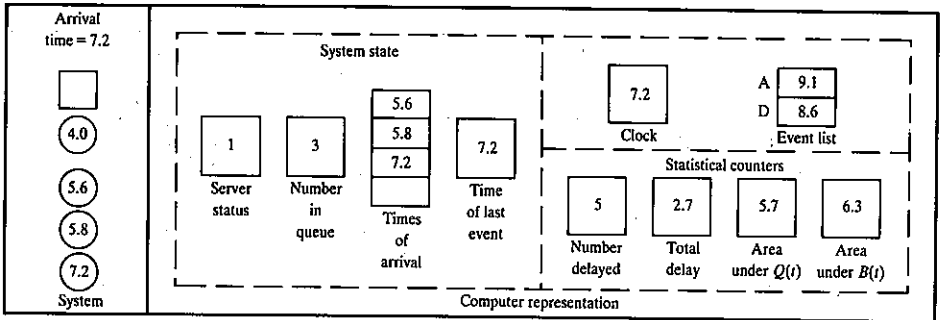 Arrival
time = 7.2
4.0
5.6
5.8
7.2
System
System state
1
Server
status
3
Number
in
queue
5.6
5.8
7.2
Times
of
arrival
7.2
Time
of last
event
7.2
Clock
A 9.1
D 8.6
Event list
Statistical counters
5
Number
delayed
2.7
Total
delay
5.7
Area
under Q(t)
6.3
Area
under B(t)
Computer representation